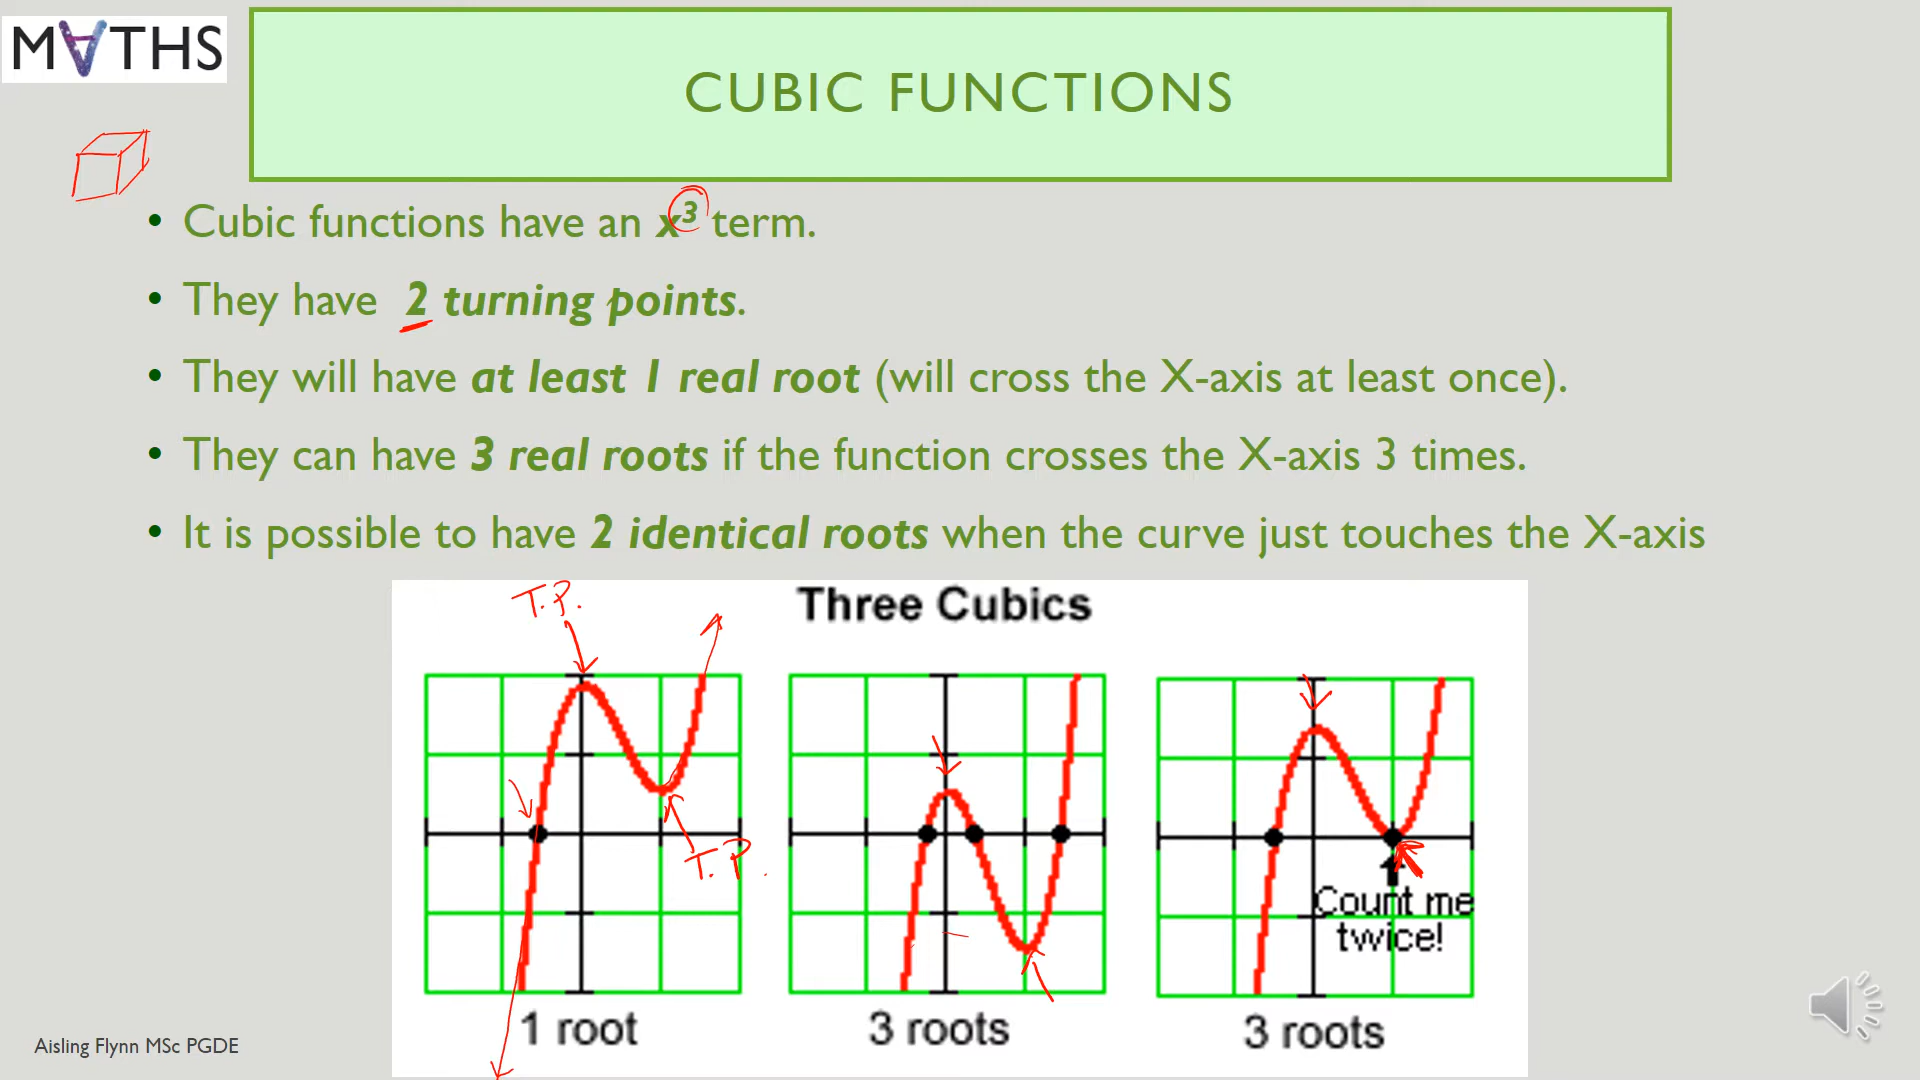 M∀THS
CUBIC FUNCTIONS
• Cubic functions have an x³ term.
• They have 2 turning points.
• They will have at least 1 real root (will cross the X-axis at least once).
• They can have 3 real roots if the function crosses the X-axis 3 times.
• It is possible to have 2 identical roots when the curve just touches the X-axis
Three Cubics
T.P.
T.P.
Count me
twice!
1 root
3 roots
3 roots
Aisling Flynn MSc PGDE